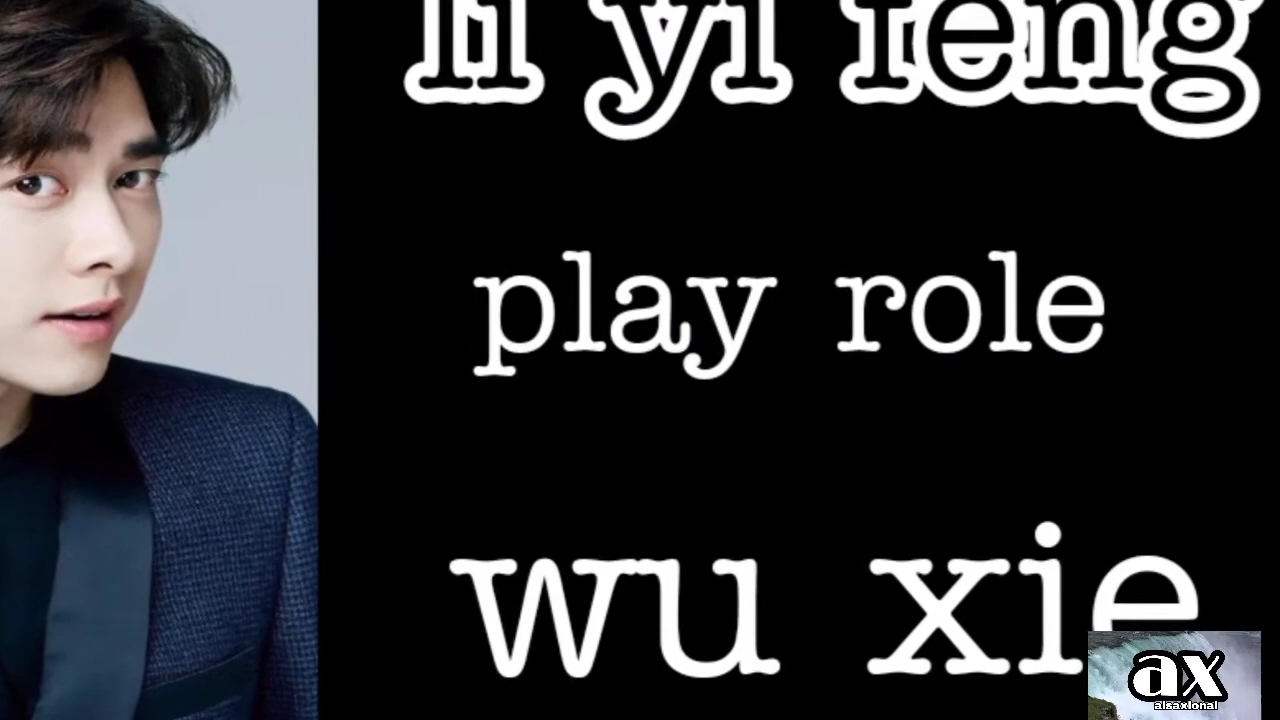 li yi feng
play role
wu xie
ax
alsaxional